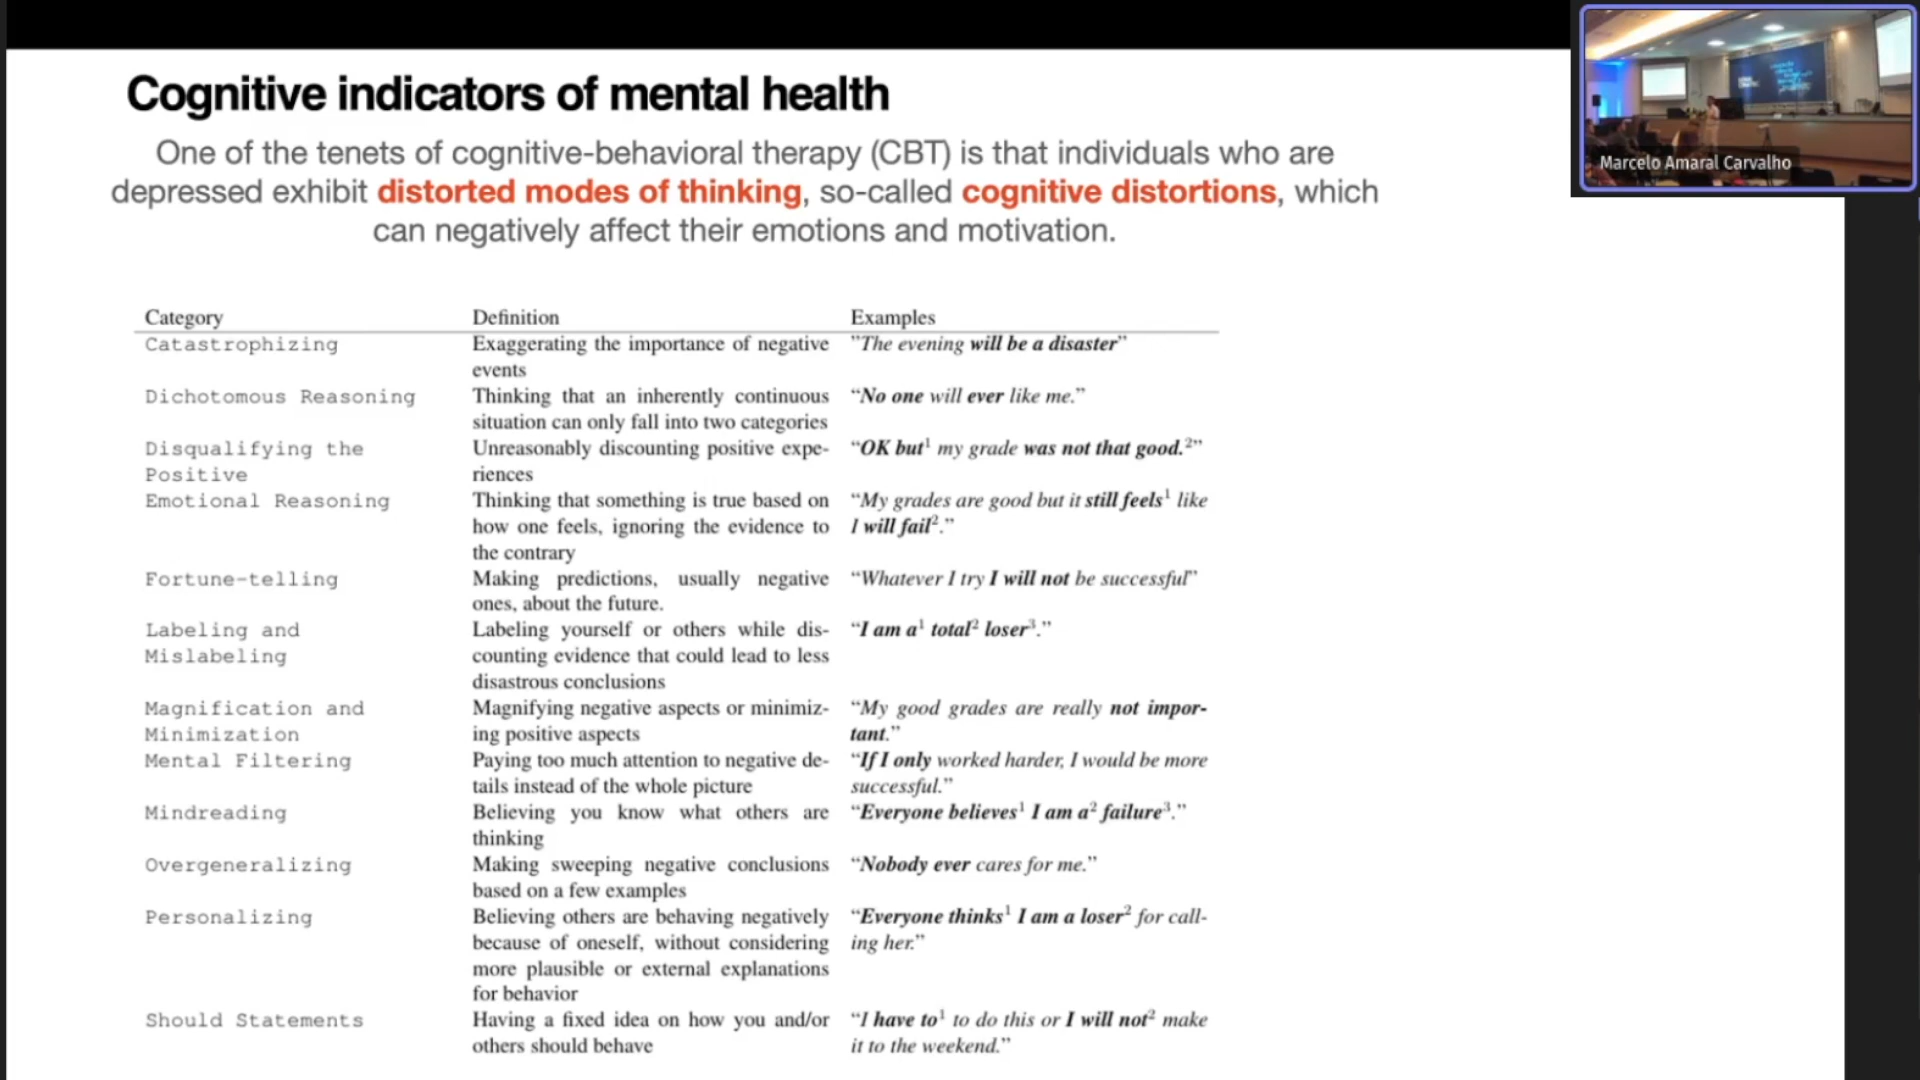 Cognitive indicators of mental health
One of the tenets of cognitive-behavioral therapy (CBT) is that individuals who are
depressed exhibit distorted modes of thinking, so-called cognitive distortions, which
can negatively affect their emotions and motivation.
Category Definition Examples
Catastrophizing Exaggerating the importance of negative "The evening will be a disaster"
events
Dichotomous Reasoning Thinking that an inherently continuous “No one will ever like me.”
situation can only fall into two categories
Disqualifying the Unreasonably discounting positive expe- “OK but¹ my grade was not that good.²”
Positive riences
Emotional Reasoning Thinking that something is true based on “My grades are good but it still feels¹ like
how one feels, ignoring the evidence to I will fail².”
the contrary
Fortune-telling Making predictions, usually negative “Whatever I try I will not be successful”
ones, about the future.
Labeling and Labeling yourself or others while dis- “I am a¹ total² loser³.”
Mislabeling counting evidence that could lead to less
disastrous conclusions
Magnification and Magnifying negative aspects or minimiz- “My good grades are really not impor-
Minimization ing positive aspects tant.”
Mental Filtering Paying too much attention to negative de- “If I only worked harder, I would be more
tails instead of the whole picture successful.”
Mindreading Believing you know what others are “Everyone believes¹ I am a² failure³.”
thinking
Overgeneralizing Making sweeping negative conclusions “Nobody ever cares for me.”
based on a few examples
Personalizing Believing others are behaving negatively “Everyone thinks¹ I am a loser² for call-
because of oneself, without considering ing her.”
more plausible or external explanations
for behavior
Should Statements Having a fixed idea on how you and/or “I have to¹ to do this or I will not² make
others should behave it to the weekend.”
Marcelo Amaral Carvalho